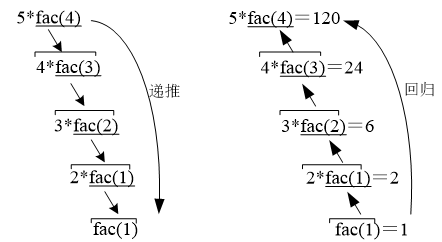 5*fac(4)
4*fac(3)
3*fac(2)
2*fac(1)
fac(1)
递推
5*fac(4)=120
4*fac(3)=24
3*fac(2)=6
2*fac(1)=2
fac(1)=1
回归